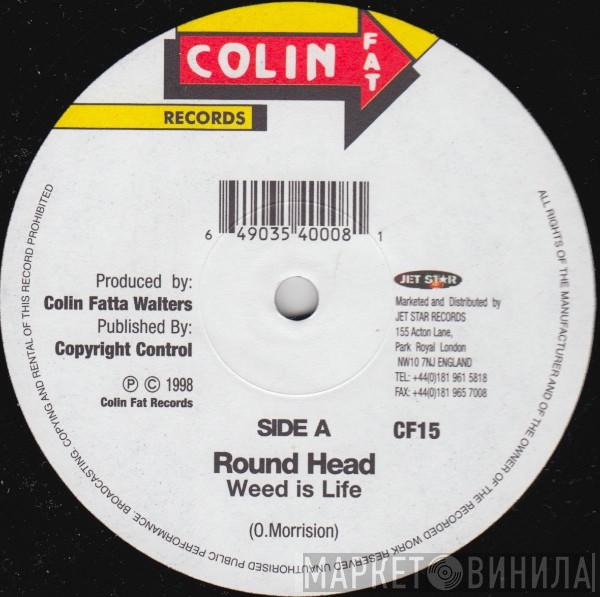 COLIN
FAT
RECORDS
6 49035 40008 1
Produced by:
Colin Fatta Walters
Published By:
Copyright Control
Ⓟ © 1998
Colin Fat Records
JET STAR
Marketed and Distributed by
JET STAR RECORDS
155 Acton Lane,
Park Royal London
NW10 7NJ ENGLAND
TEL: +44(0)181 961 5818
FAX: +44(0)181 965 7008
SIDE A
CF15
Round Head
Weed is Life
(O.Morrision)
ALL RIGHTS OF THE MANUFACTURER AND OF THE OWNER OF THE RECORDED WORK RESERVED UNAUTHORISED PUBLIC PERFORMANCE. BROADCASTING. COPYING AND RENTAL OF THIS RECORD PROHIBITED
МАРКЕТ ВИНИЛА